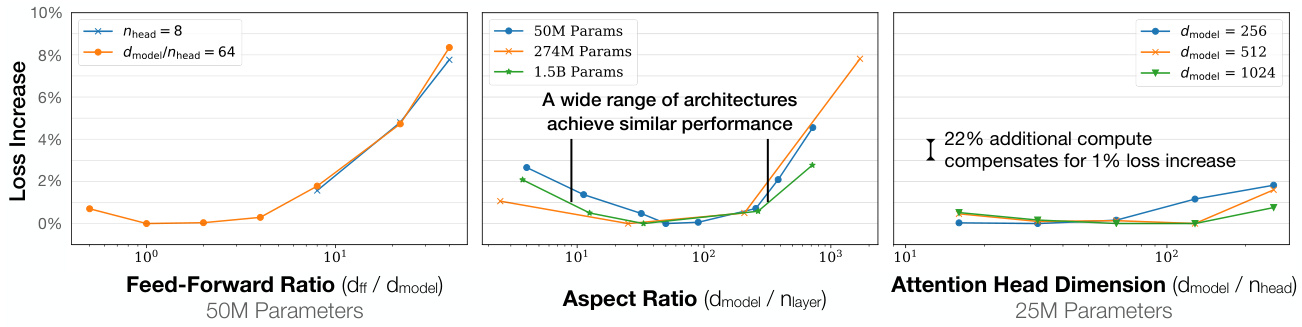 Loss Increase
10%
8%
6%
4%
2%
0%
n_head = 8
d_model/n_head = 64
10^0
10^1
Feed-Forward Ratio (d_ff / d_model)
50M Parameters
50M Params
274M Params
1.5B Params
A wide range of architectures
achieve similar performance
10^1
10^2
10^3
Aspect Ratio (d_model / n_layer)
d_model = 256
d_model = 512
d_model = 1024
22% additional compute
compensates for 1% loss increase
10^1
10^2
Attention Head Dimension (d_model / n_head)
25M Parameters